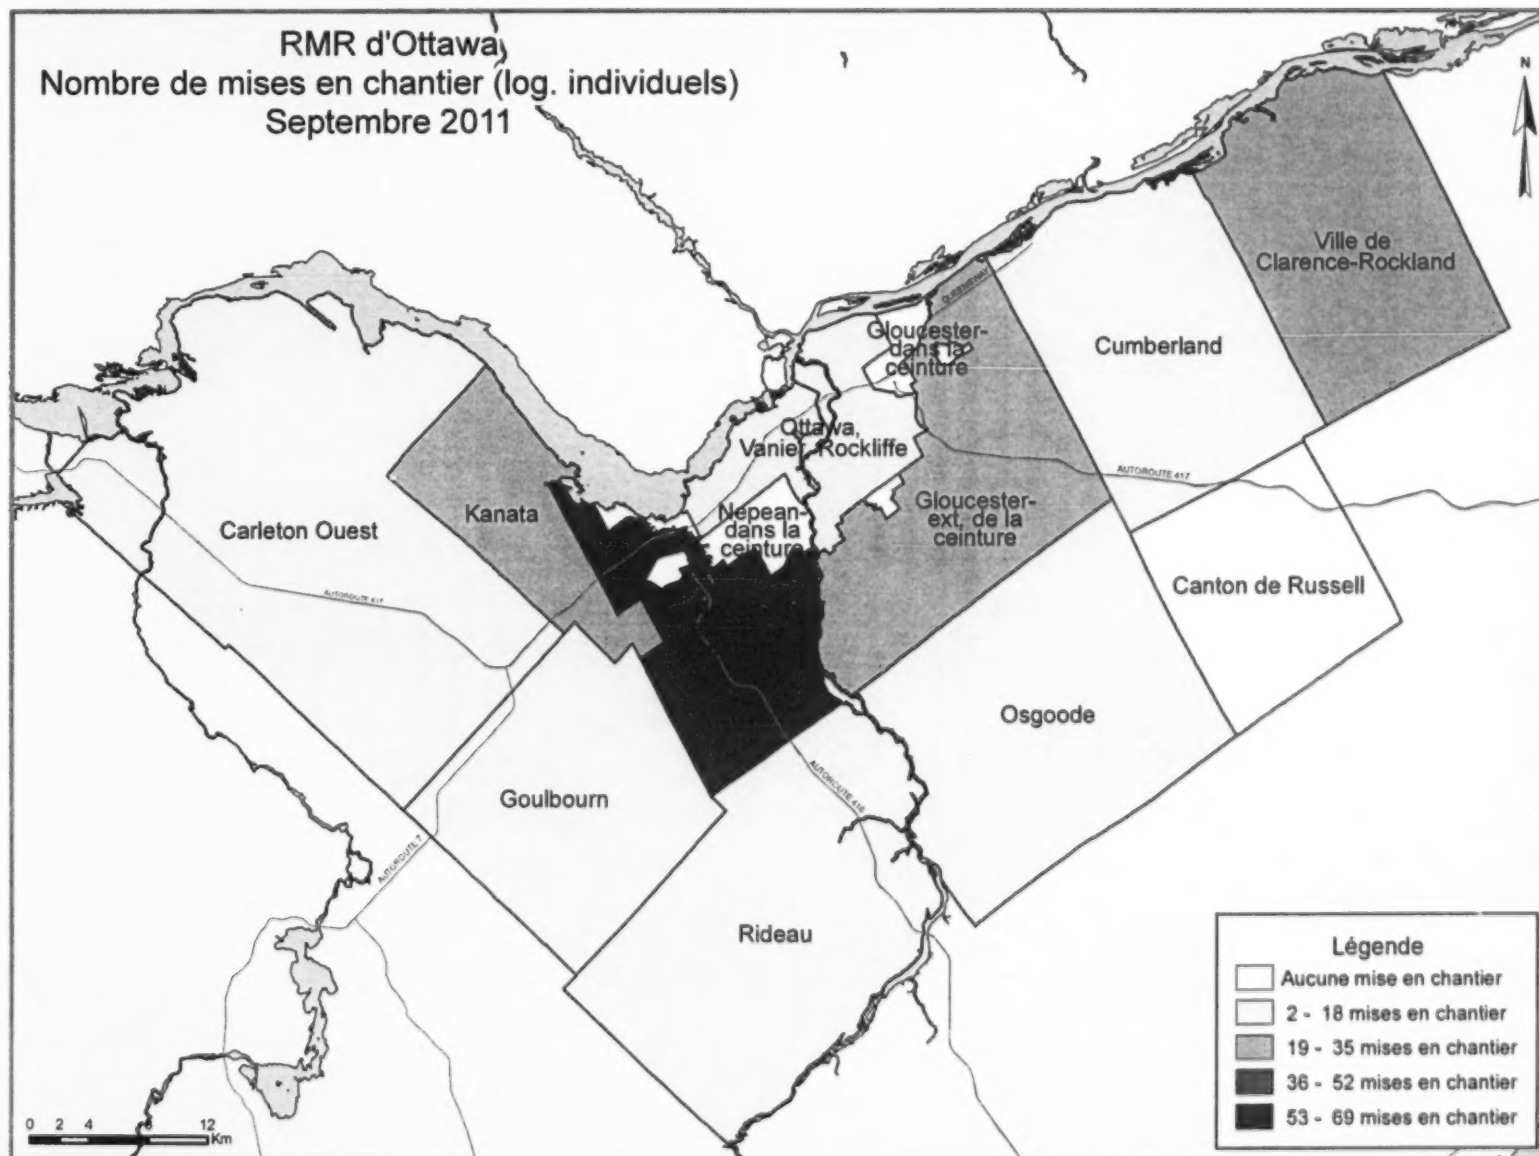 RMR d'Ottawa
Nombre de mises en chantier (log. individuels)
Septembre 2011
N
Ville de
Clarence-Rockland
QUEENSWAY
Gloucester-
dans la
ceinture
Cumberland
Ottawa,
Vanier, Rockliffe
AUTOROUTE 417
Kanata
Nepean-
dans la
ceinture
Gloucester-
ext, de la
ceinture
Carleton Ouest
Canton de Russell
AUTOROUTE 417
Osgoode
Goulbourn
AUTOROUTE 416
AUTOROUTE 7
Rideau
Légende
Aucune mise en chantier
2 - 18 mises en chantier
19 - 35 mises en chantier
36 - 52 mises en chantier
53 - 69 mises en chantier
0 2 4 8 12
Km